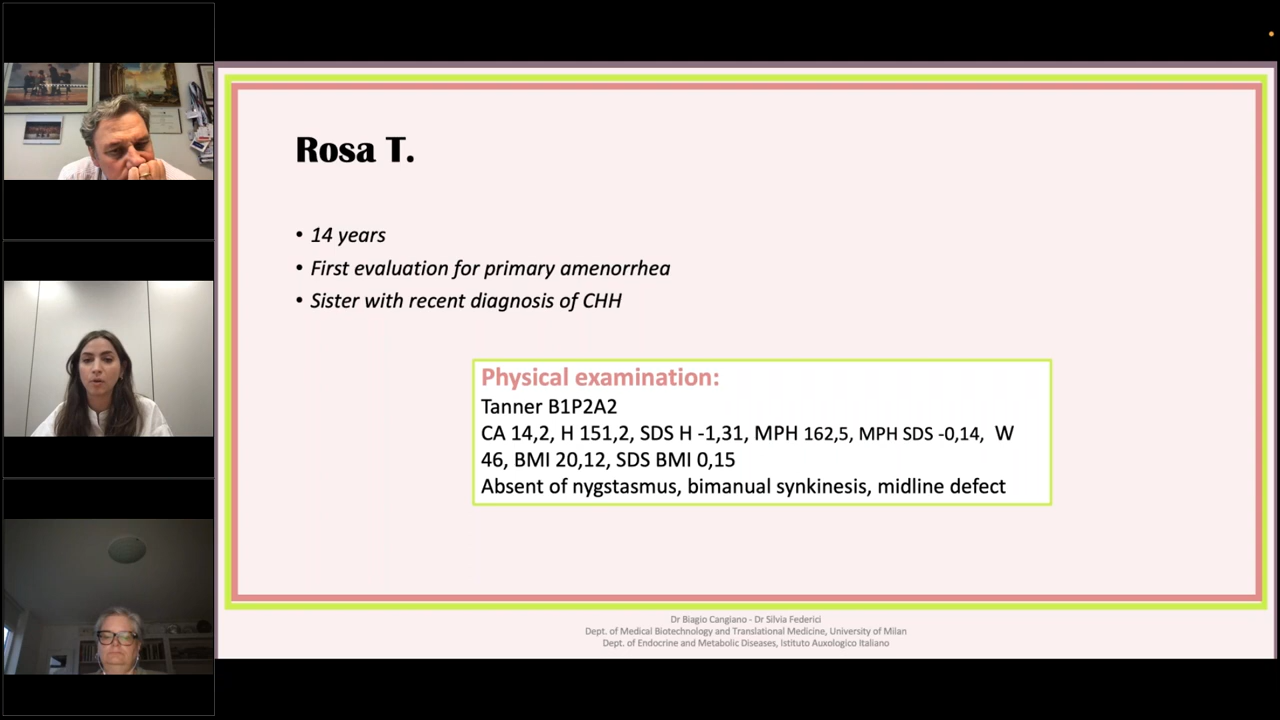 Rosa T.
• 14 years
• First evaluation for primary amenorrhea
• Sister with recent diagnosis of CHH
Physical examination:
Tanner B1P2A2
CA 14,2, H 151,2, SDS H -1,31, MPH 162,5, MPH SDS -0,14, W
46, BMI 20,12, SDS BMI 0,15
Absent of nygstasmus, bimanual synkinesis, midline defect
Dr Biagio Cangiano - Dr Silvia Federici
Dept. of Medical Biotechnology and Translational Medicine, University of Milan
Dept. of Endocrine and Metabolic Diseases, Istituto Auxologico Italiano